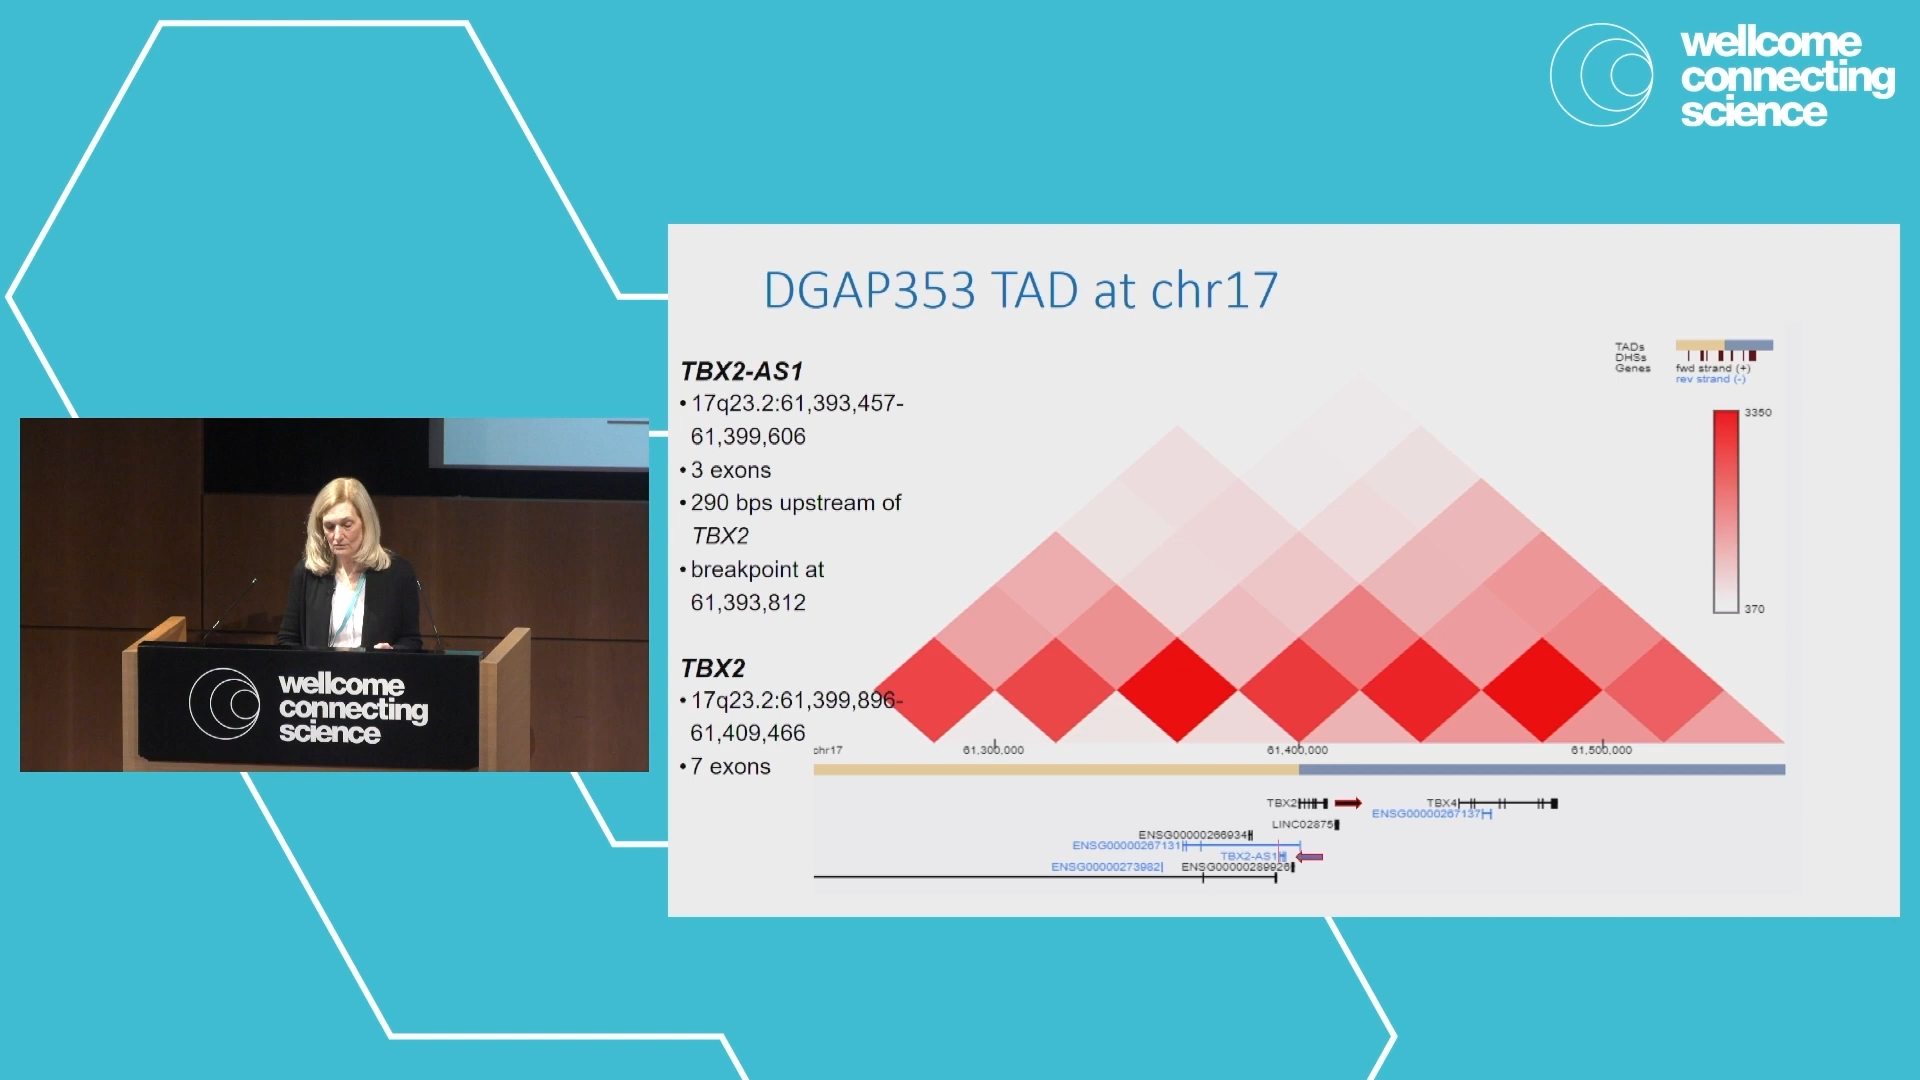 wellcome
connecting
science
DGAP353 TAD at chr17
TBX2-AS1
• 17q23.2:61,393,457-
61,399,606
• 3 exons
• 290 bps upstream of
TBX2
• breakpoint at
61,393,812
TBX2
• 17q23.2:61,399,896-
61,409,466
• 7 exons
TADs
DHSs
Genes
fwd strand (+)
rev strand (-)
3350
370
chr17
61,300,000
61,400,000
61,500,000
TBX2
TBX4
ENSG00000267137
LINC02875
ENSG00000266934
ENSG00000267131
TBX2-AS1
ENSG00000273982
ENSG00000289926
wellcome
connecting
science